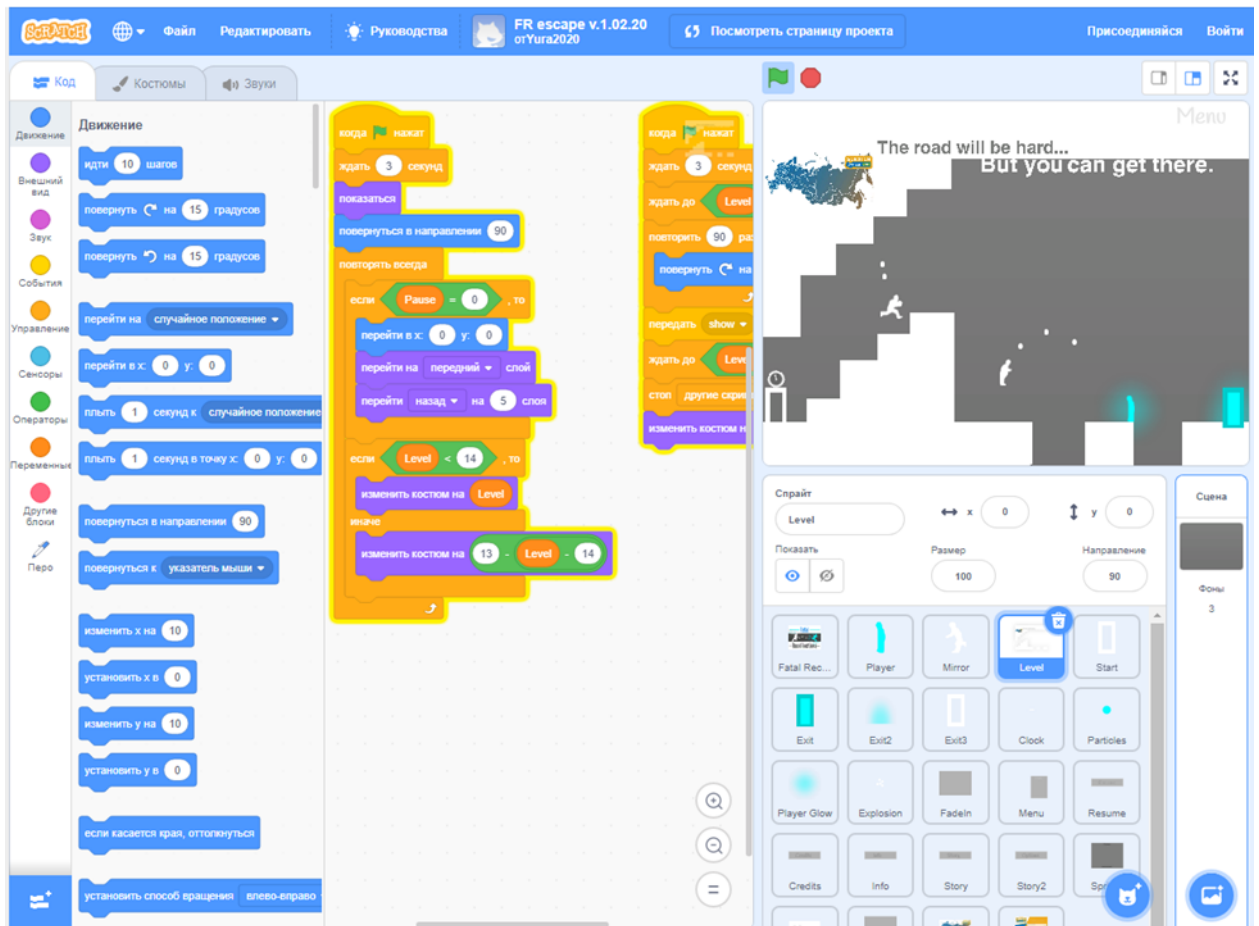 SCRATCH
Файл
Редактировать
Руководства
FR escape v.1.02.20
отYura2020
Посмотреть страницу проекта
Присоединяйся
Войти
Код
Костюмы
Звуки
Движение
Внешний
вид
Звук
События
Управление
Сенсоры
Операторы
Переменные
Другие
блоки
Перо
Движение
идти 10 шагов
повернуть на 15 градусов
повернуть на 15 градусов
перейти на случайное положение
перейти в x: 0 y: 0
плыть 1 секунд к случайное положение
плыть 1 секунд в точку x: 0 y: 0
повернуться в направлении 90
повернуться к указатель мыши
изменить x на 10
установить x в 0
изменить y на 10
установить y в 0
если касается края, оттолкнуться
установить способ вращения влево-вправо
когда нажат
ждать 3 секунд
показаться
повернуться в направлении 90
повторять всегда
если Pause = 0 , то
перейти в x: 0 y: 0
перейти на передний слой
перейти назад на 5 слоя
если Level < 14 , то
изменить костюм на Level
иначе
изменить костюм на 13 - Level - 14
когда нажат
ждать 3 секунд
ждать до Level
повторить 90 раз
повернуть на
передать show
ждать до Leve
стоп другие скрип
изменить костюм н
Menu
The road will be hard...
But you can get there.
Спрайт
Level
x 0
y 0
Показать
Размер
100
Направление
90
Сцена
Фоны
3
Fatal Rec...
Player
Mirror
Level
Start
Exit
Exit2
Exit3
Clock
Particles
Player Glow
Explosion
FadeIn
Menu
Resume
Credits
Info
Story
Story2